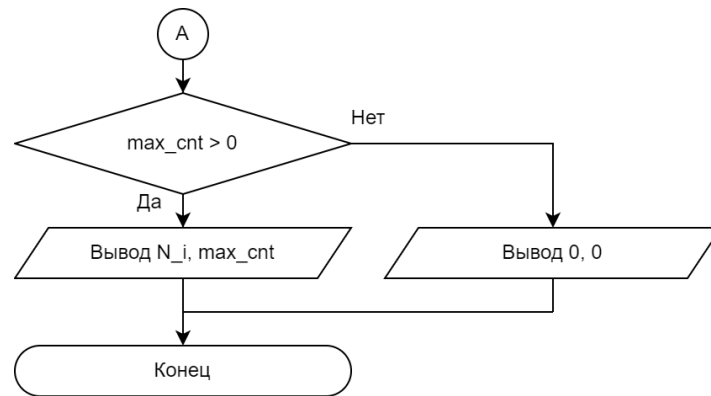 A
max_cnt > 0
Нет
Да
Вывод N_i, max_cnt
Вывод 0, 0
Конец